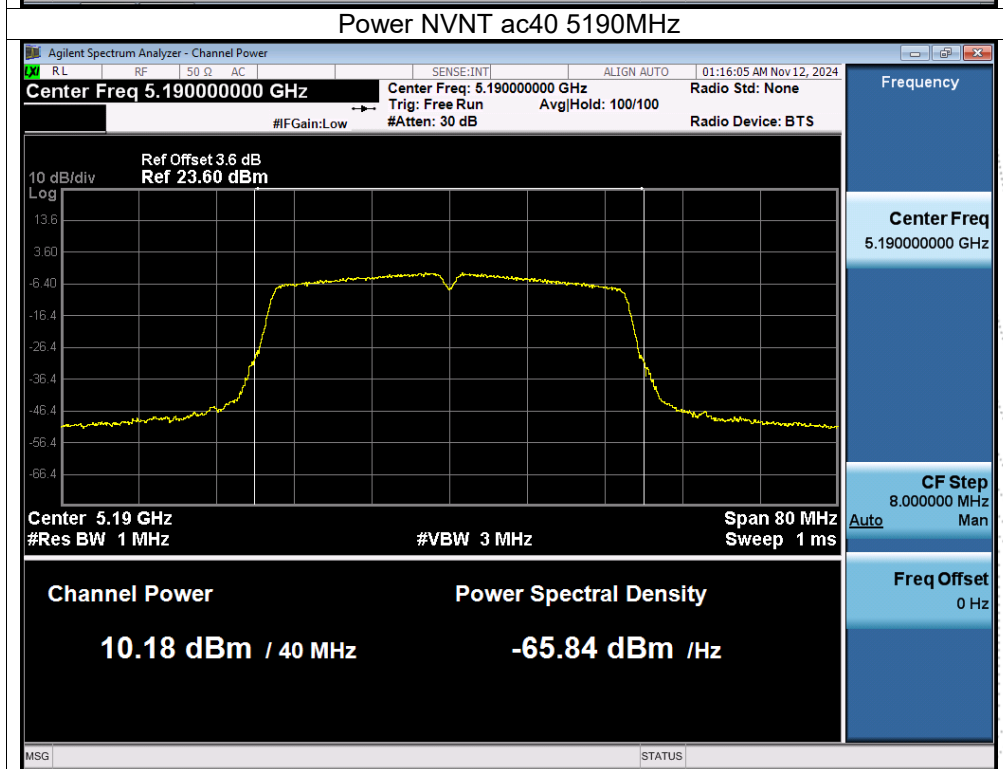 Power NVNT ac40 5190MHz
Agilent Spectrum Analyzer - Channel Power
LXI RL RF 50 Ω AC SENSE:INT ALIGN AUTO 01:16:05 AM Nov 12, 2024
Center Freq 5.190000000 GHz
Center Freq: 5.190000000 GHz Radio Std: None
Trig: Free Run Avg|Hold: 100/100
#IFGain:Low #Atten: 30 dB Radio Device: BTS
Frequency
Ref Offset 3.6 dB
10 dB/div Ref 23.60 dBm
Log
13.6
3.60
-6.40
-16.4
-26.4
-36.4
-46.4
-56.4
-66.4
Center 5.19 GHz Span 80 MHz
#Res BW 1 MHz #VBW 3 MHz Sweep 1 ms
Center Freq
5.190000000 GHz
CF Step
8.000000 MHz
Auto Man
Freq Offset
0 Hz
Channel Power Power Spectral Density
10.18 dBm / 40 MHz -65.84 dBm /Hz
MSG STATUS